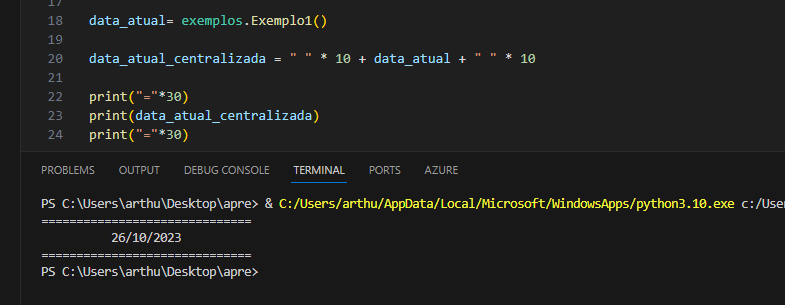 17
18 data_atual= exemplos.Exemplo1()
19
20 data_atual_centralizada = " " * 10 + data_atual + " " * 10
21
22 print("="*30)
23 print(data_atual_centralizada)
24 print("="*30)
PROBLEMS OUTPUT DEBUG CONSOLE TERMINAL PORTS AZURE
PS C:\Users\arthu\Desktop\apre> & C:/Users/arthu/AppData/Local/Microsoft/WindowsApps/python3.10.exe c:/User
==============================
26/10/2023
==============================
PS C:\Users\arthu\Desktop\apre>